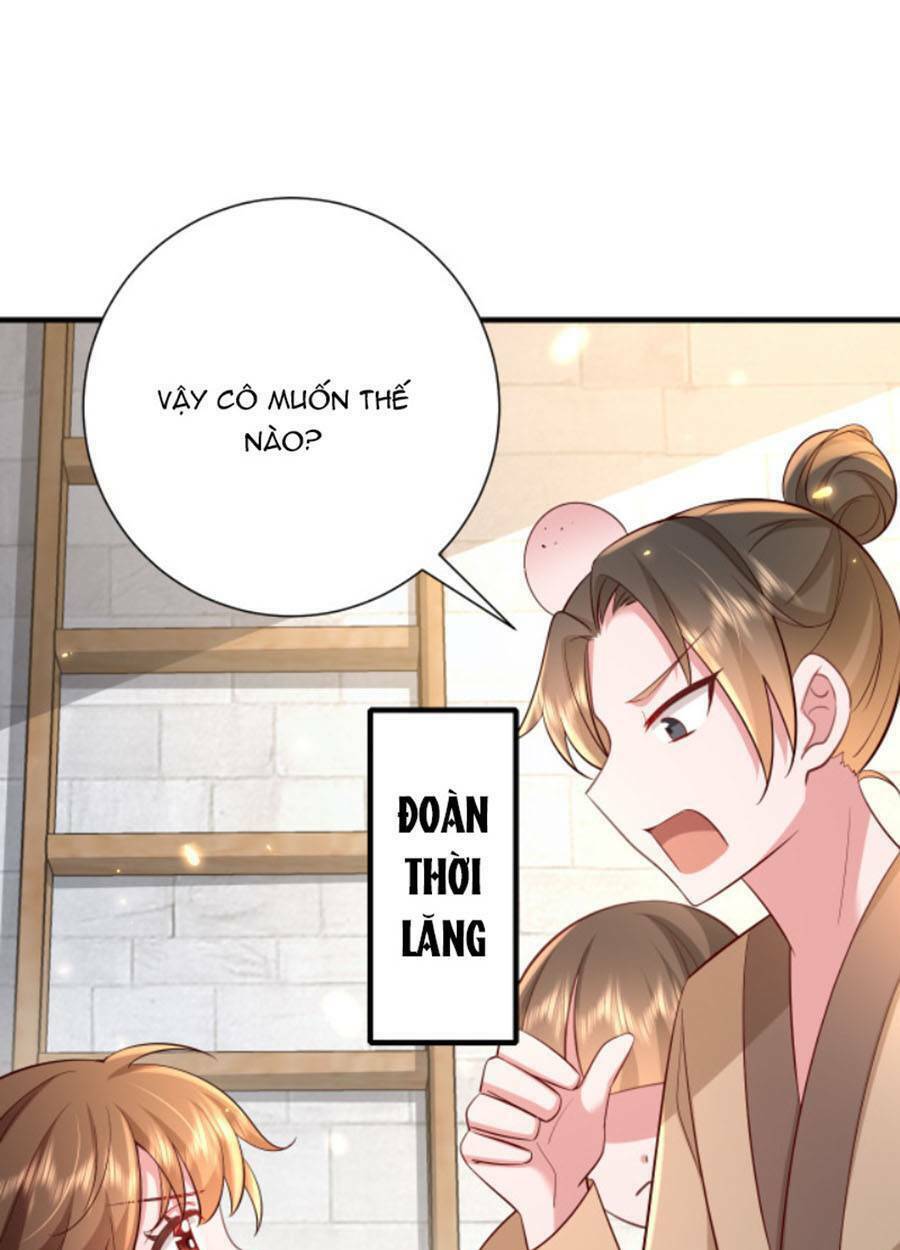 VẬY CÔ MUỐN THẾ
NÀO?
ĐOÀN
THỜI
LĂNG